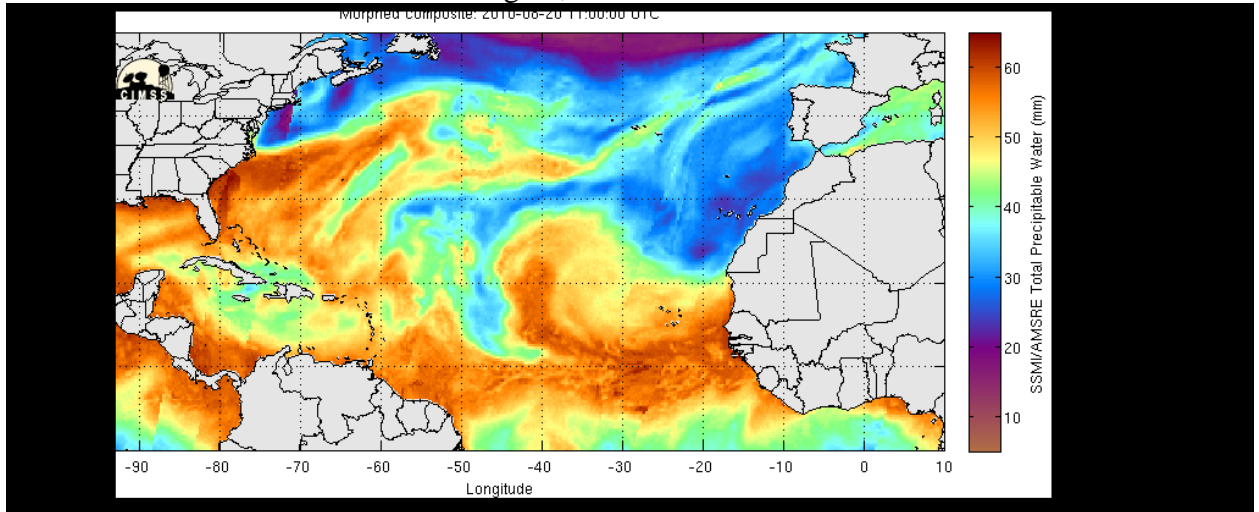 Morphed composite: 2010-08-20 11:00:00 UTC
CIMSS
60
50
40
30
20
10
SSMI/AMSRE Total Precipitable Water (mm)
-90 -80 -70 -60 -50 -40 -30 -20 -10 0 10
Longitude